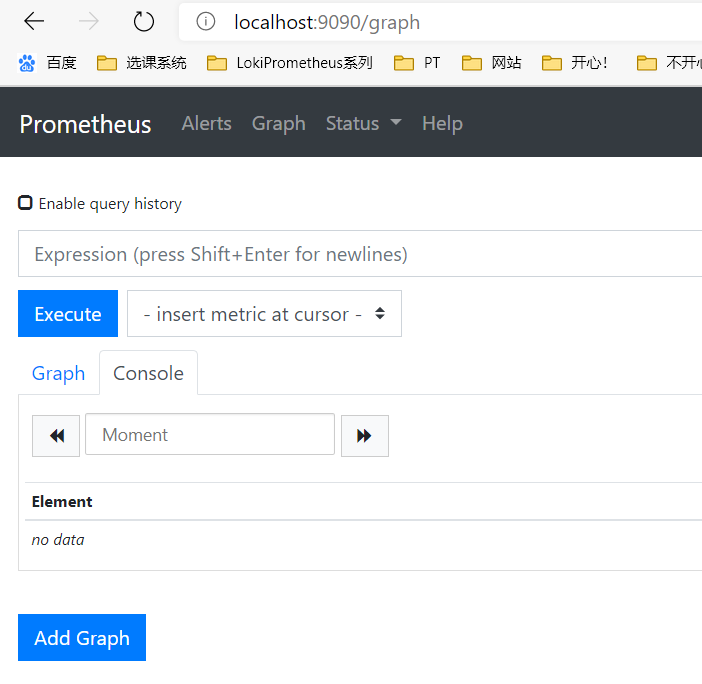 localhost:9090/graph
百度 选课系统 LokiPrometheus系列 PT 网站 开心! 不开心
Prometheus Alerts Graph Status Help
Enable query history
Expression (press Shift+Enter for newlines)
Execute - insert metric at cursor -
Graph Console
Moment
Element
no data
Add Graph